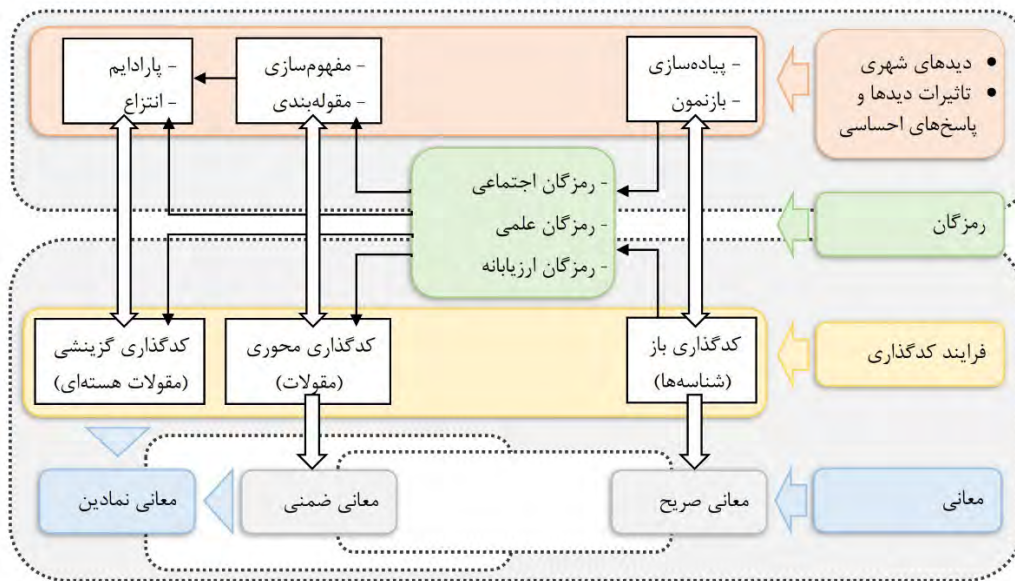 دیدهای شهری
تاثیرات دیدها و
پاسخ‌های احساسی
- پیاده‌سازی
- بازنمون
- مفهوم‌سازی
- مقوله‌بندی
- پارادایم
- انتزاع
رمزگان
- رمزگان اجتماعی
- رمزگان علمی
- رمزگان ارزیابانه
فرایند کدگذاری
کدگذاری باز
(شناسه‌ها)
کدگذاری محوری
(مقولات)
کدگذاری گزینشی
(مقولات هسته‌ای)
معانی
معانی صریح
معانی ضمنی
معانی نمادین